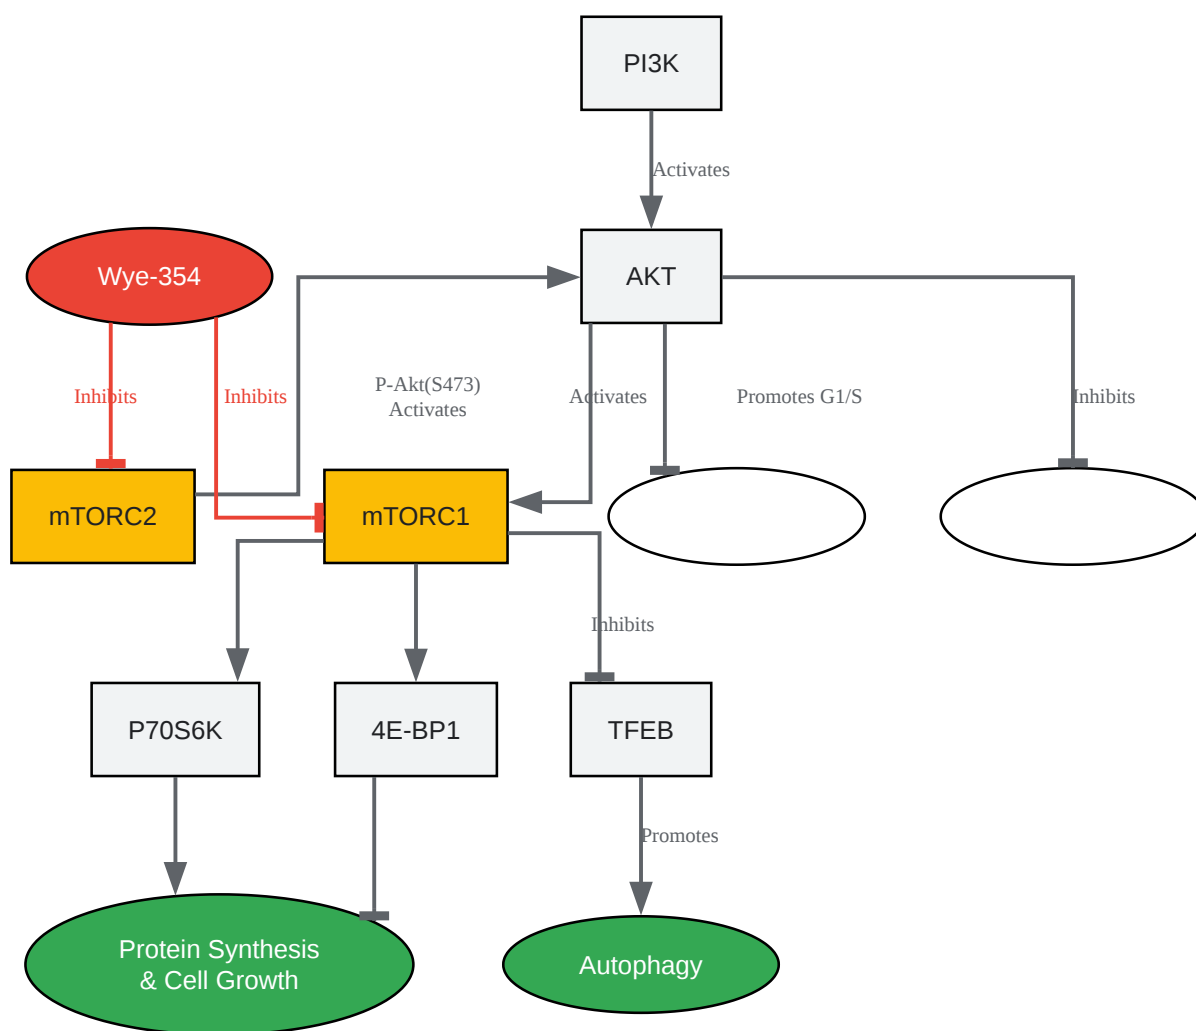 PI3K
Activates
Wye-354
AKT
Inhibits
Inhibits
P-Akt(S473)
Activates
Activates
Promotes G1/S
Inhibits
mTORC2
mTORC1
Inhibits
P70S6K
4E-BP1
TFEB
Promotes
Protein Synthesis
& Cell Growth
Autophagy